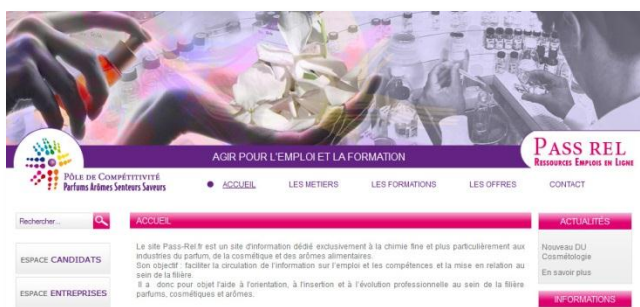 AGIR POUR L'EMPLOI ET LA FORMATION
PASS REL
RESSOURCES EMPLOIS EN LIGNE
PÔLE DE COMPÉTITIVITÉ
Parfums Arômes Senteurs Saveurs
ACCUEIL
LES METIERS
LES FORMATIONS
LES OFFRES
CONTACT
Rechercher...
ACCUEIL
ACTUALITÉS
ESPACE CANDIDATS
ESPACE ENTREPRISES
Le site Pass-Rel.fr est un site d'information dédié exclusivement à la chimie fine et plus particulièrement aux
industries du parfum, de la cosmétique et des arômes alimentaires.
Son objectif : faciliter la circulation de l'information sur l'emploi et les compétences et la mise en relation au
sein de la filière.
Il a donc pour objet l'aide à l'orientation, à l'insertion et à l'évolution professionnelle au sein de la filière
parfums, cosmétiques et arômes.
Nouveau DU
Cosmétologie
En savoir plus
INFORMATIONS